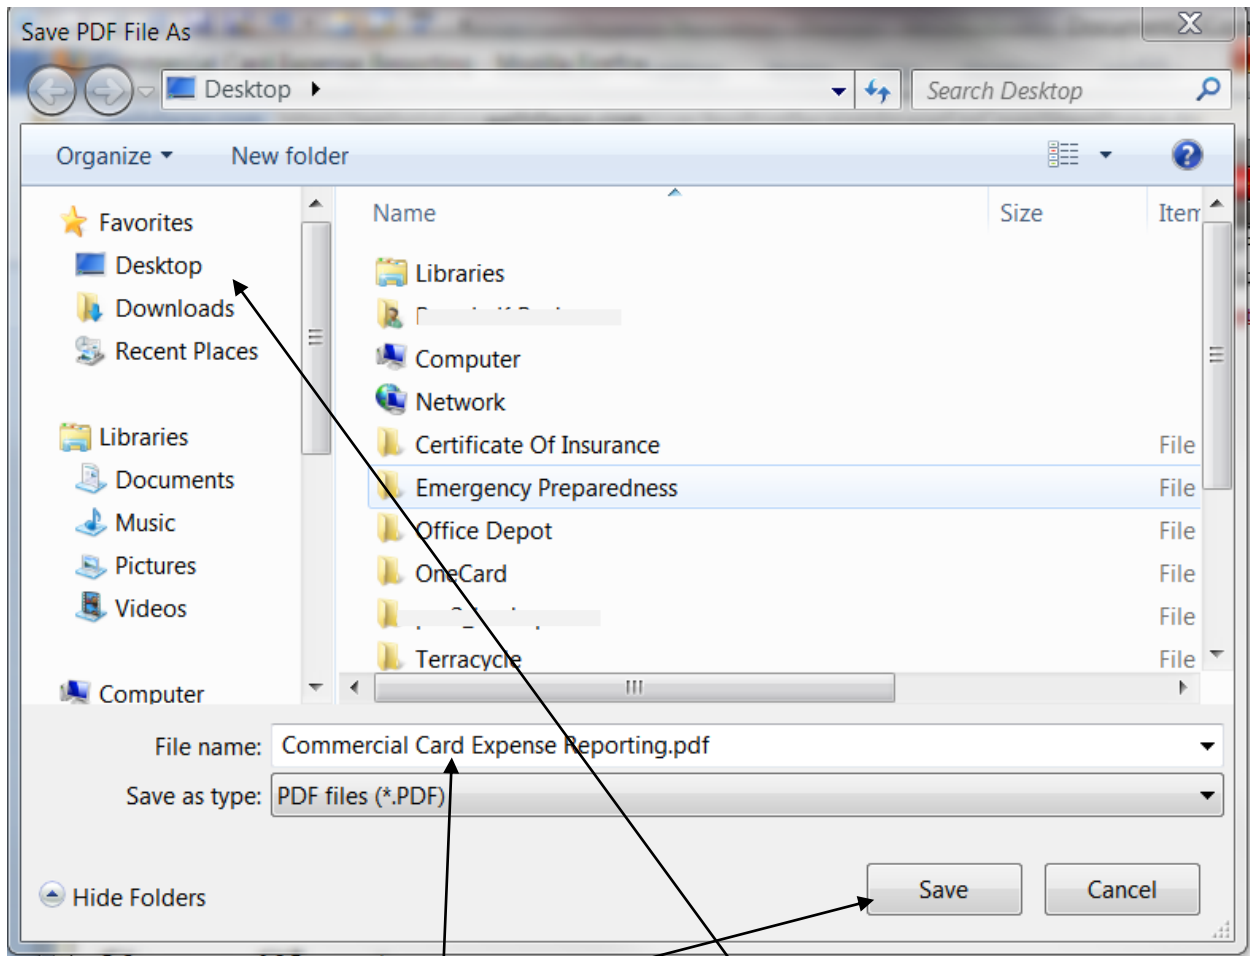 Save PDF File As
X
Desktop
Search Desktop
Organize
New folder
?
Favorites
Desktop
Downloads
Recent Places
Libraries
Documents
Music
Pictures
Videos
Computer
Name Size Item
Libraries
Computer
Network
Certificate Of Insurance File
Emergency Preparedness File
Office Depot File
OneCard File
File
Terracycle File
File name: Commercial Card Expense Reporting.pdf
Save as type: PDF files (*.PDF)
Hide Folders
Save
Cancel